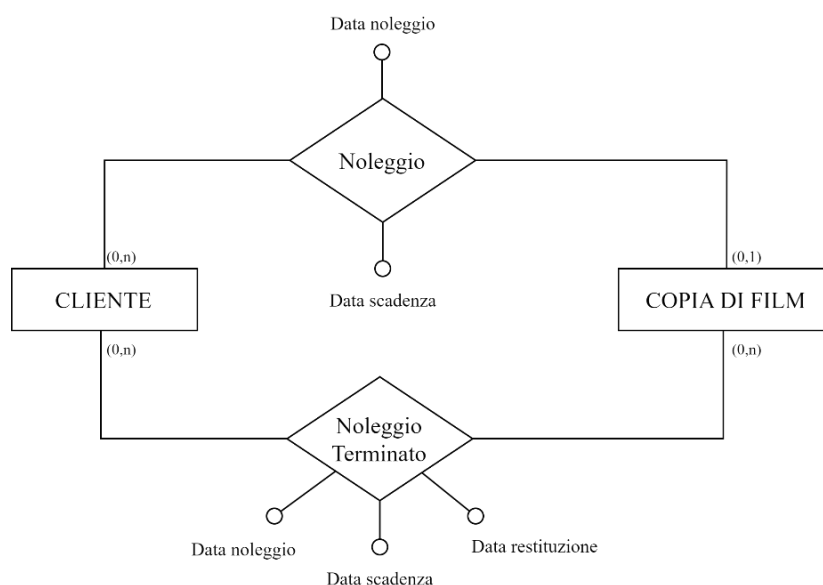 Data noleggio
Noleggio
(0,n)
(0,1)
CLIENTE
Data scadenza
COPIA DI FILM
(0,n)
(0,n)
Noleggio
Terminato
Data noleggio
Data restituzione
Data scadenza